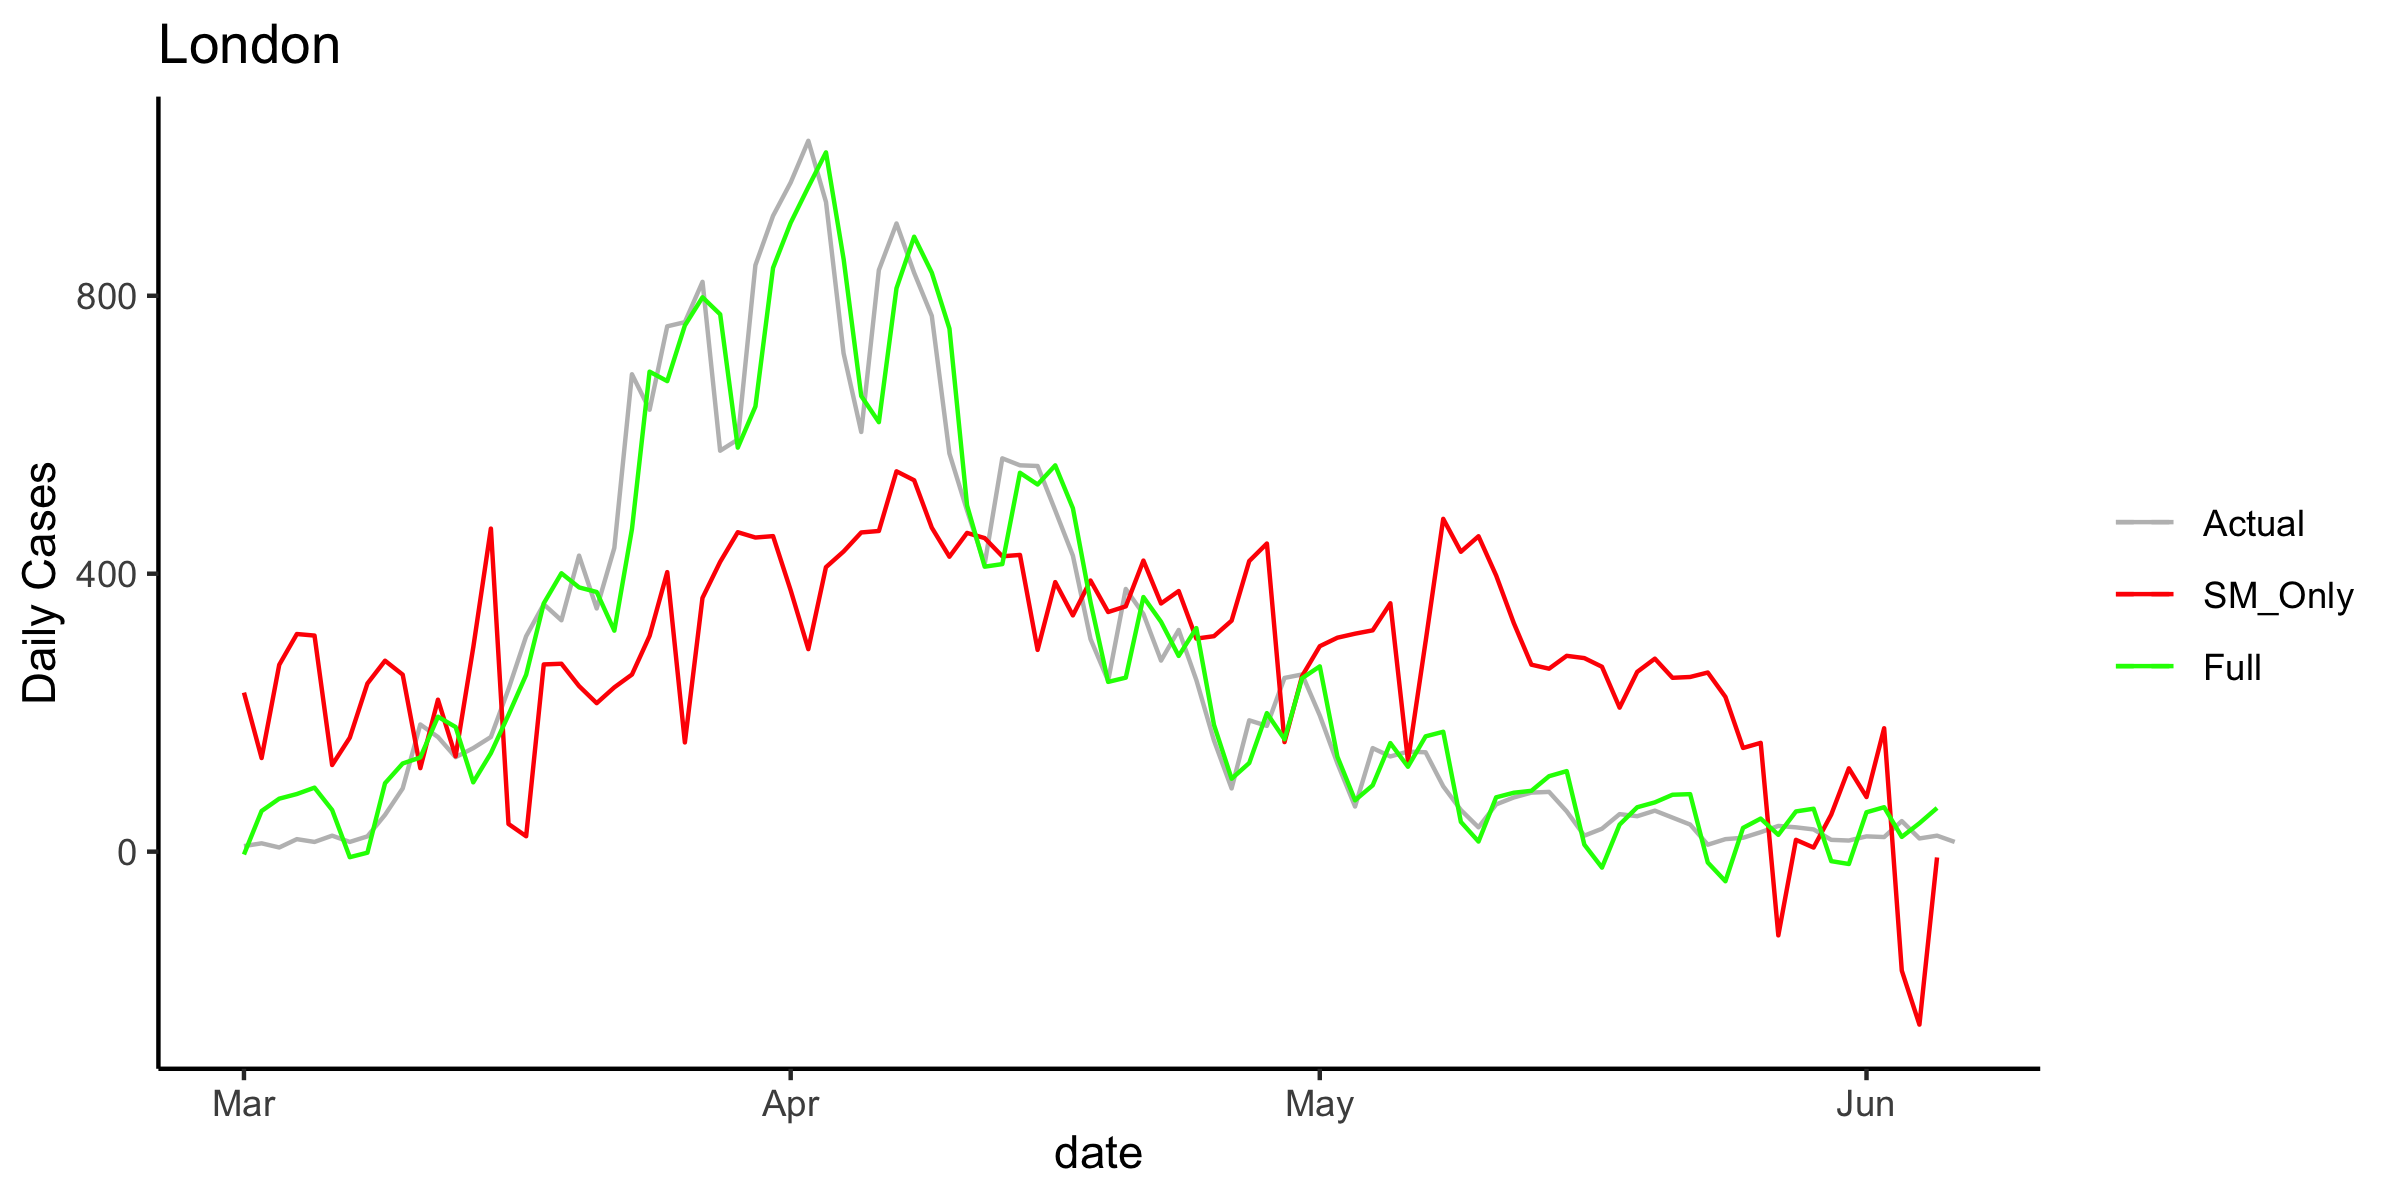 London
Daily Cases
800
400
0
Mar
Apr
May
Jun
date
Actual
SM_Only
Full